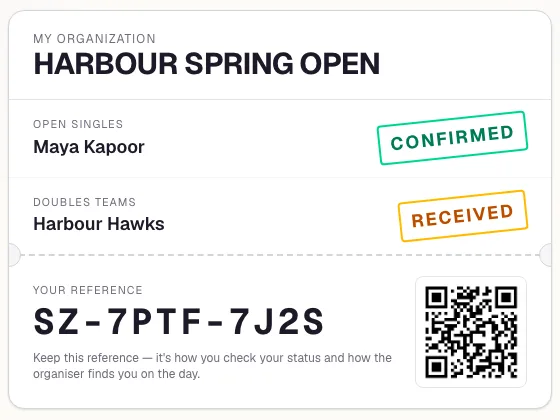 MY ORGANIZATION
HARBOUR SPRING OPEN
OPEN SINGLES
Maya Kapoor
CONFIRMED
DOUBLES TEAMS
Harbour Hawks
RECEIVED
YOUR REFERENCE
SZ-7PTF-7J2S
Keep this reference — it's how you check your status and how the
organiser finds you on the day.